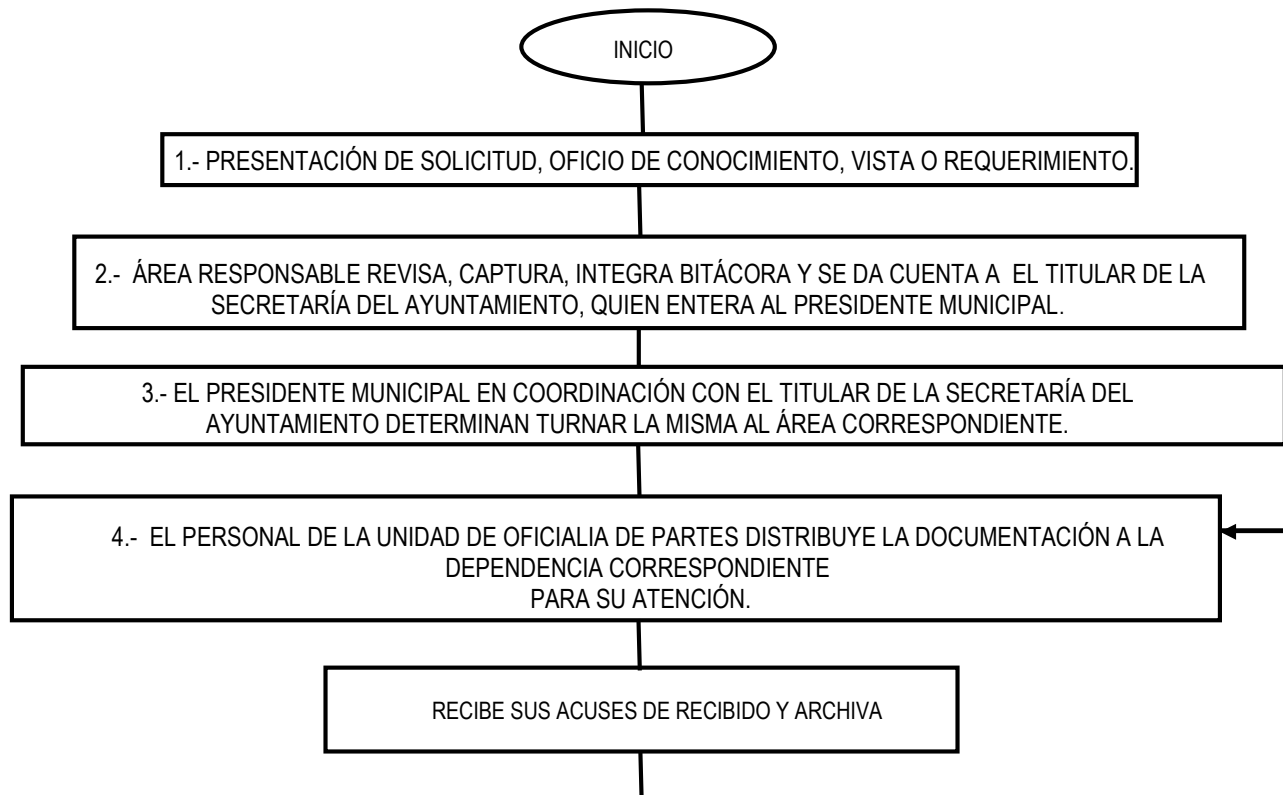 INICIO
1.- PRESENTACIÓN DE SOLICITUD, OFICIO DE CONOCIMIENTO, VISTA O REQUERIMIENTO.
2.- ÁREA RESPONSABLE REVISA, CAPTURA, INTEGRA BITÁCORA Y SE DA CUENTA A EL TITULAR DE LA
SECRETARÍA DEL AYUNTAMIENTO, QUIEN ENTERA AL PRESIDENTE MUNICIPAL.
3.- EL PRESIDENTE MUNICIPAL EN COORDINACIÓN CON EL TITULAR DE LA SECRETARÍA DEL
AYUNTAMIENTO DETERMINAN TURNAR LA MISMA AL ÁREA CORRESPONDIENTE.
4.- EL PERSONAL DE LA UNIDAD DE OFICIALIA DE PARTES DISTRIBUYE LA DOCUMENTACIÓN A LA
DEPENDENCIA CORRESPONDIENTE
PARA SU ATENCIÓN.
RECIBE SUS ACUSES DE RECIBIDO Y ARCHIVA